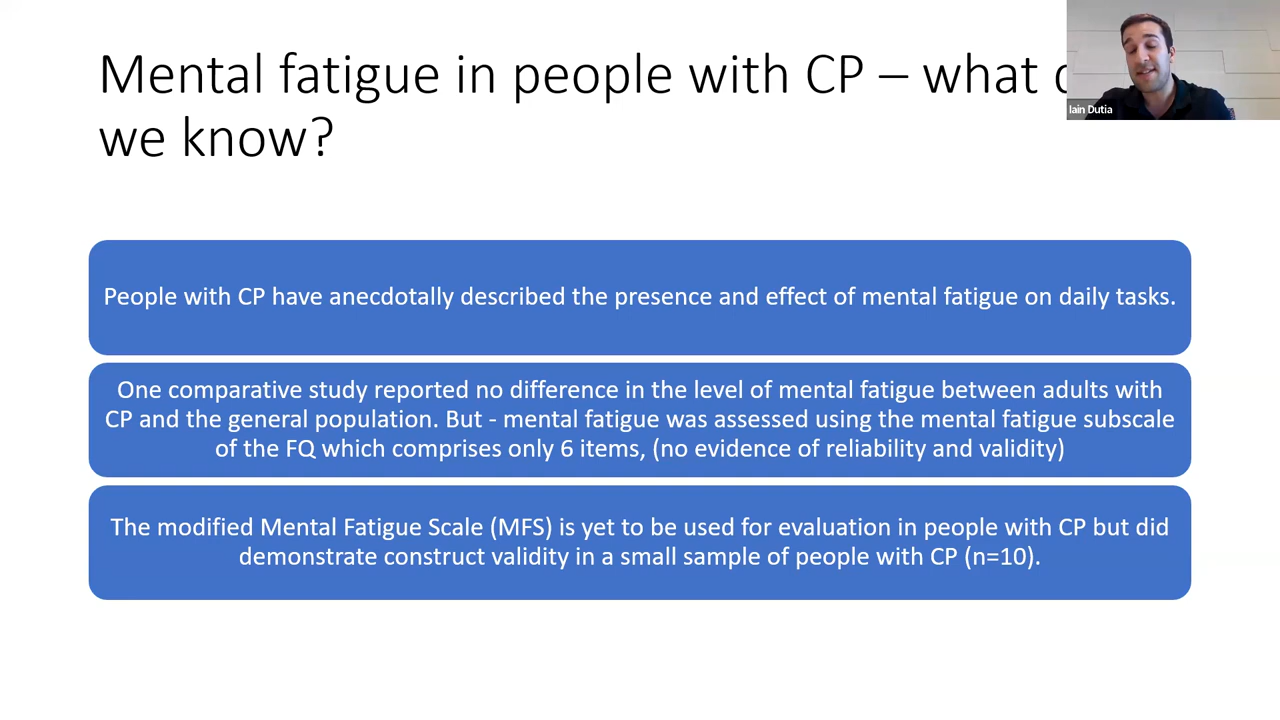 Mental fatigue in people with CP – what
we know?
Iain Dutia
People with CP have anecdotally described the presence and effect of mental fatigue on daily tasks.
One comparative study reported no difference in the level of mental fatigue between adults with
CP and the general population. But - mental fatigue was assessed using the mental fatigue subscale
of the FQ which comprises only 6 items, (no evidence of reliability and validity)
The modified Mental Fatigue Scale (MFS) is yet to be used for evaluation in people with CP but did
demonstrate construct validity in a small sample of people with CP (n=10).